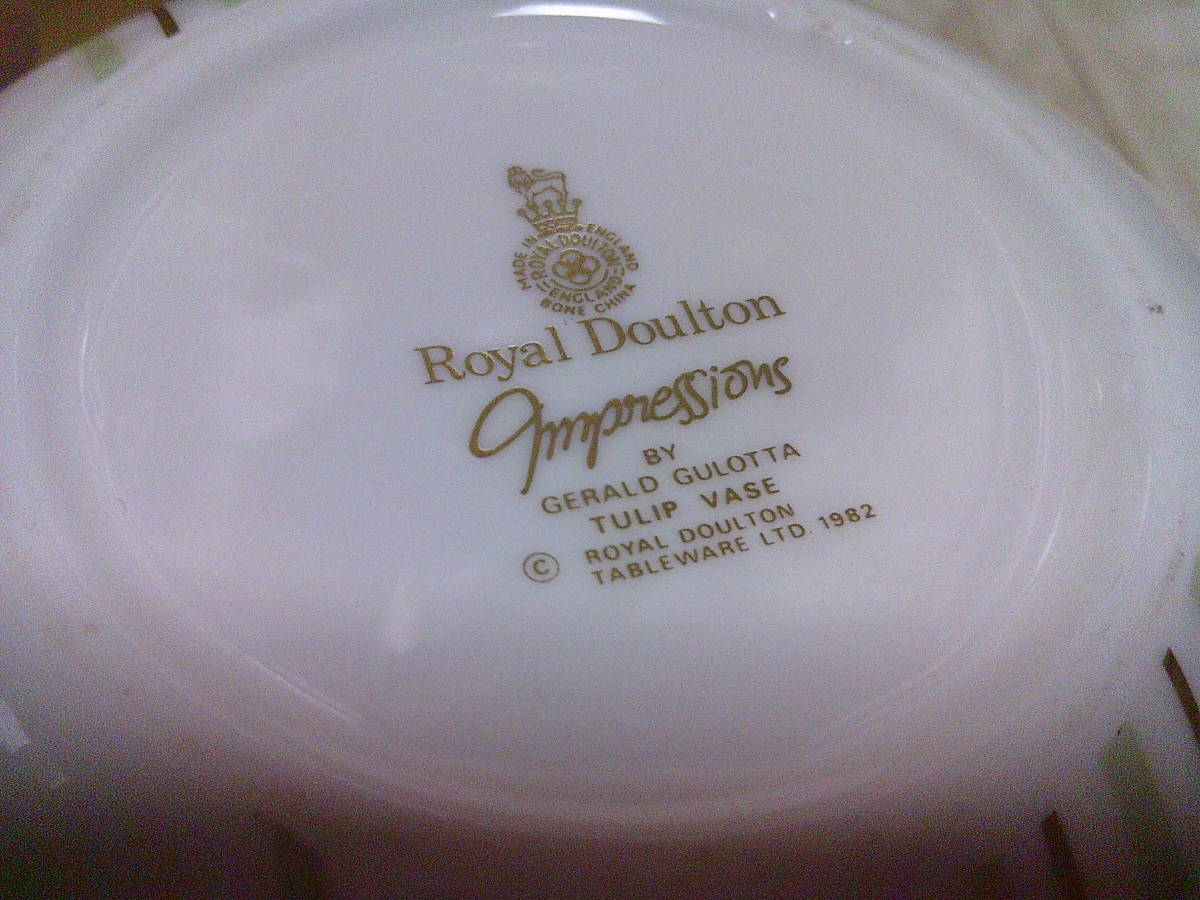 MADE IN ENGLAND
ROYAL DOULTON
ENGLAND
BONE CHINA
Royal Doulton
Impressions
BY
GERALD GULOTTA
TULIP VASE
© ROYAL DOULTON
TABLEWARE LTD. 1982